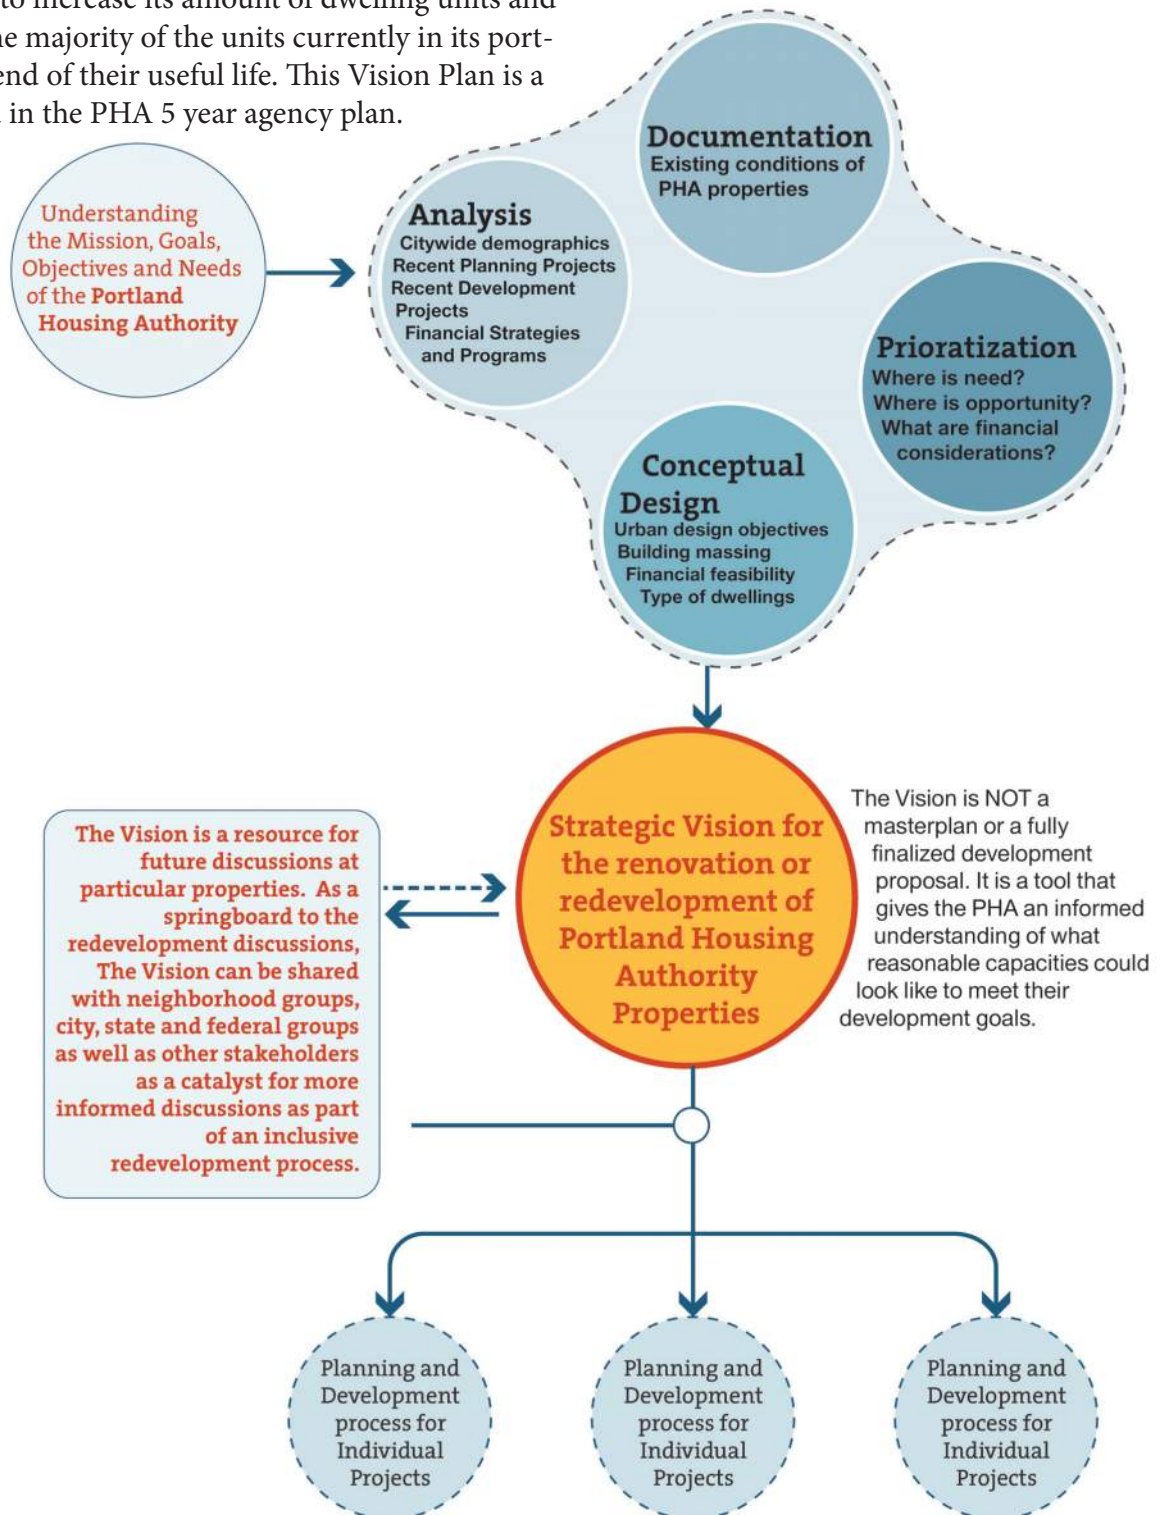 to increase its amount of dwelling units and
he majority of the units currently in its port-
end of their useful life. This Vision Plan is a
in the PHA 5 year agency plan.
Documentation
Existing conditions of
PHA properties
Understanding
the Mission, Goals,
Objectives and Needs
of the Portland
Housing Authority
Analysis
Citywide demographics
Recent Planning Projects
Recent Development
Projects
Financial Strategies
and Programs
Prioratization
Where is need?
Where is opportunity?
What are financial
considerations?
Conceptual
Design
Urban design objectives
Building massing
Financial feasibility
Type of dwellings
Strategic Vision for
the renovation or
redevelopment of
Portland Housing
Authority
Properties
The Vision is NOT a
masterplan or a fully
finalized development
proposal. It is a tool that
gives the PHA an informed
understanding of what
reasonable capacities could
look like to meet their
development goals.
The Vision is a resource for
future discussions at
particular properties. As a
springboard to the
redevelopment discussions,
The Vision can be shared
with neighborhood groups,
city, state and federal groups
as well as other stakeholders
as a catalyst for more
informed discussions as part
of an inclusive
redevelopment process.
Planning and
Development
process for
Individual
Projects
Planning and
Development
process for
Individual
Projects
Planning and
Development
process for
Individual
Projects